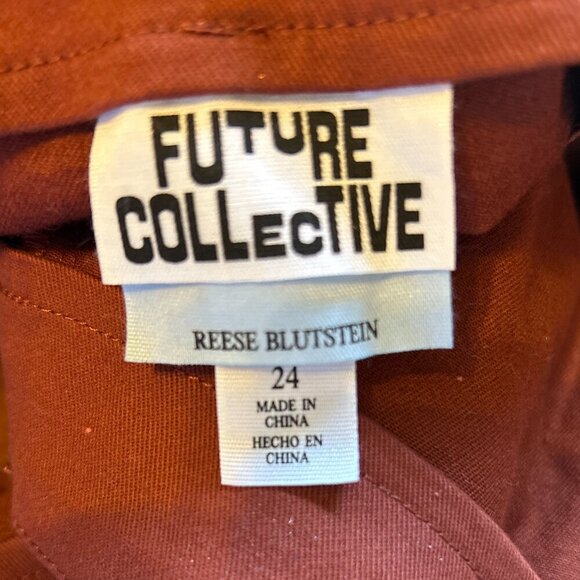 FUTURE
COLLECTIVE
REESE BLUTSTEIN
24
MADE IN
CHINA
HECHO EN
CHINA